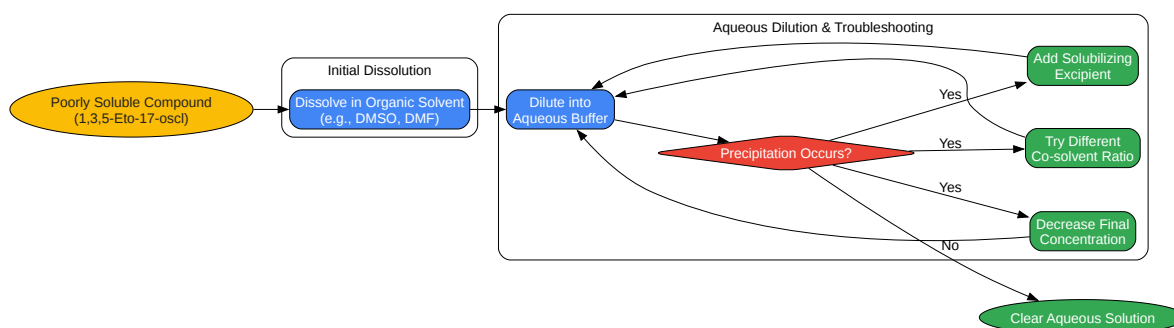 Aqueous Dilution & Troubleshooting
Initial Dissolution
Poorly Soluble Compound
(1,3,5-Eto-17-oscl)
Dissolve in Organic Solvent
(e.g., DMSO, DMF)
Dilute into
Aqueous Buffer
Precipitation Occurs?
Yes
Add Solubilizing
Excipient
Yes
Try Different
Co-solvent Ratio
Yes
Decrease Final
Concentration
No
Clear Aqueous Solution